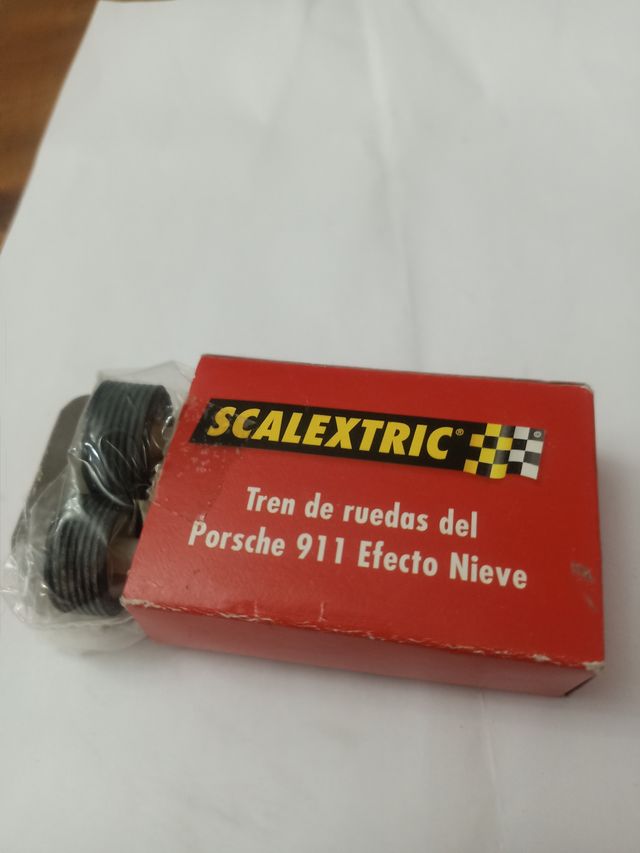 SCALEXTRIC®
Tren de ruedas del
Porsche 911 Efecto Nieve